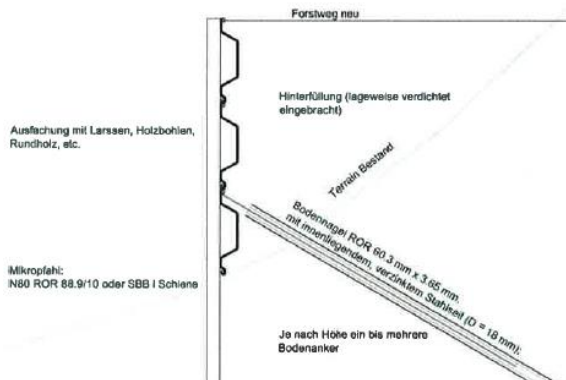 Forstweg neu
Hinterfüllung (lageweise verdichtet
eingebracht)
Ausfachung mit Larssen, Holzbohlen,
Rundholz, etc.
Terrain Bestand
Bodennagel ROR 60.3 mm x 3.65 mm.
mit innenliegendem, verzinktem Stahlseil (D = 18 mm);
Mikropfahl:
IN80 ROR 88.9/10 oder SBB I Schiene
Je nach Höhe ein bis mehrere
Bodenanker